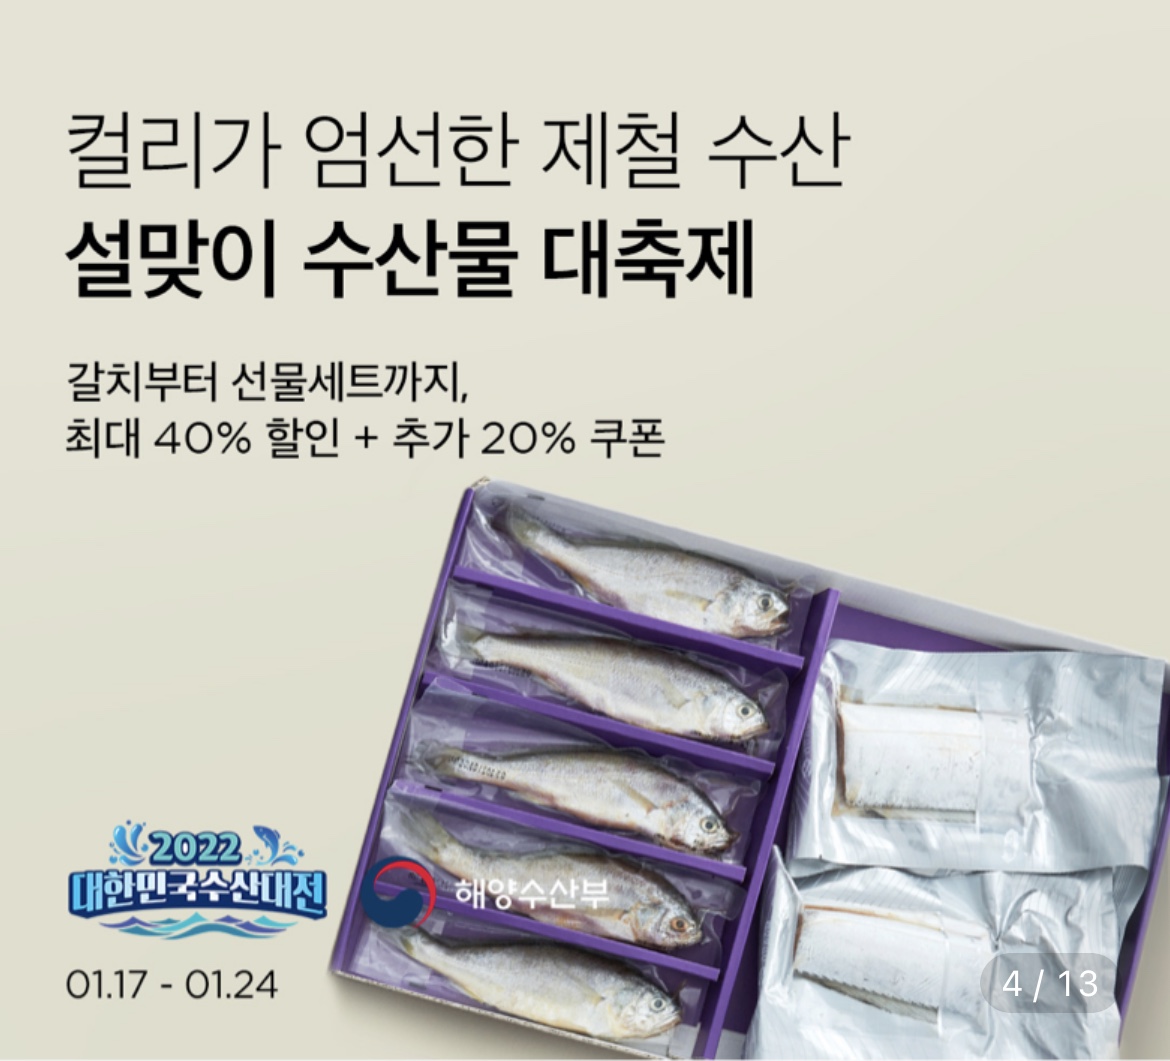 컬리가 엄선한 제철 수산
설맞이 수산물 대축제
갈치부터 선물세트까지,
최대 40% 할인 + 추가 20% 쿠폰
2022
대한민국수산대전
해양수산부
01.17 - 01.24
4 / 13